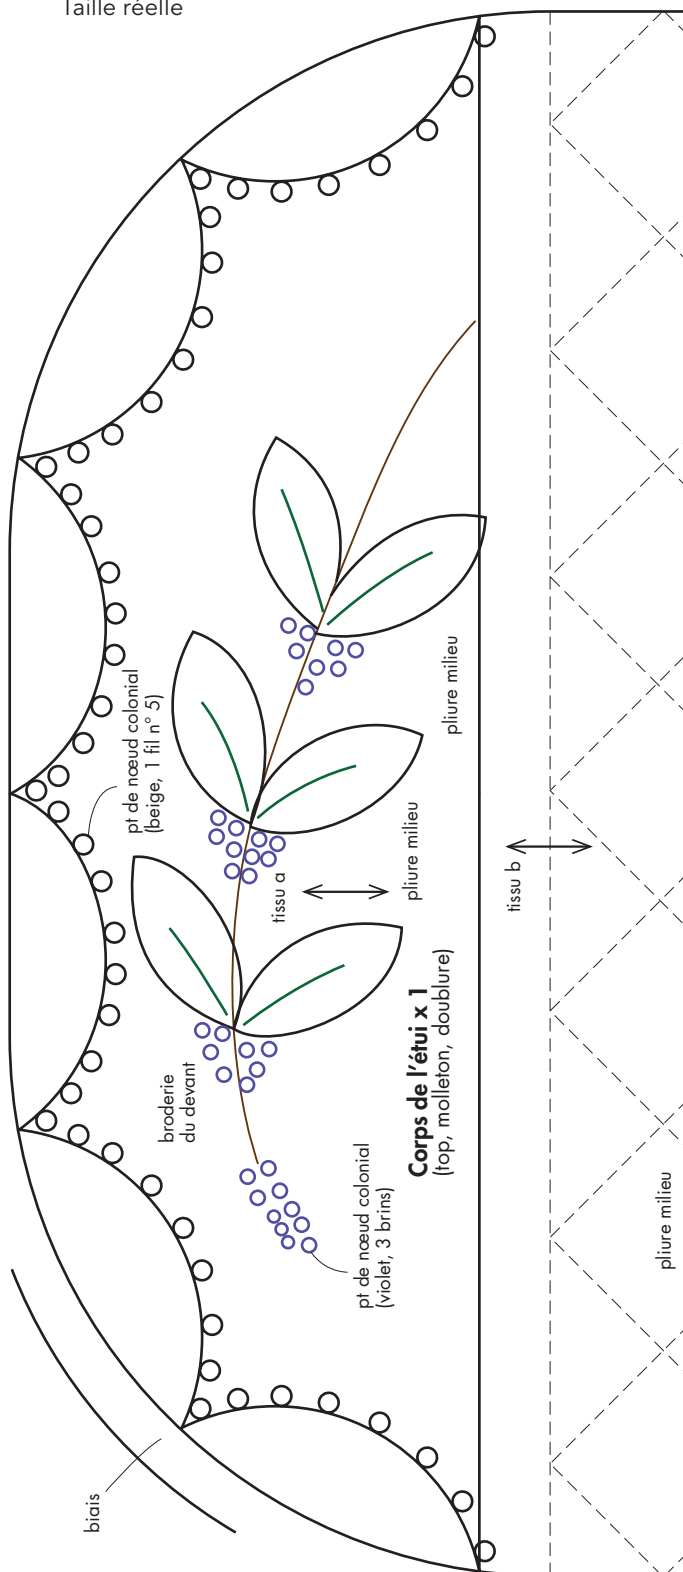 Taille réelle
pt de nœud colonial
(beige, 1 fil n° 5)
pliure milieu
tissu a
pliure milieu
tissu b
broderie
du devant
Corps de l'étui x 1
(top, molleton, doublure)
pt de nœud colonial
(violet, 3 brins)
pliure milieu
biais